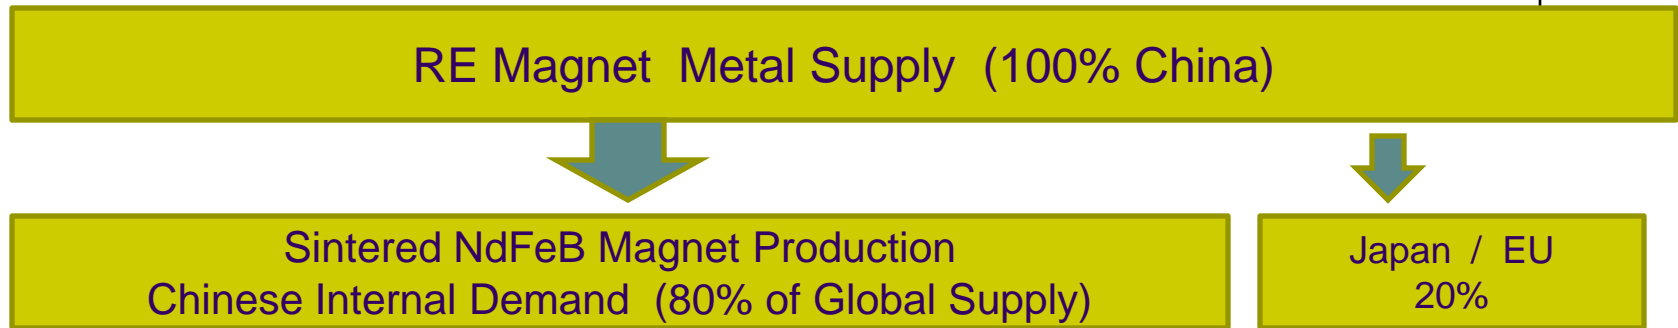 RE Magnet Metal Supply (100% China)
Sintered NdFeB Magnet Production
Chinese Internal Demand (80% of Global Supply)
Japan / EU
20%